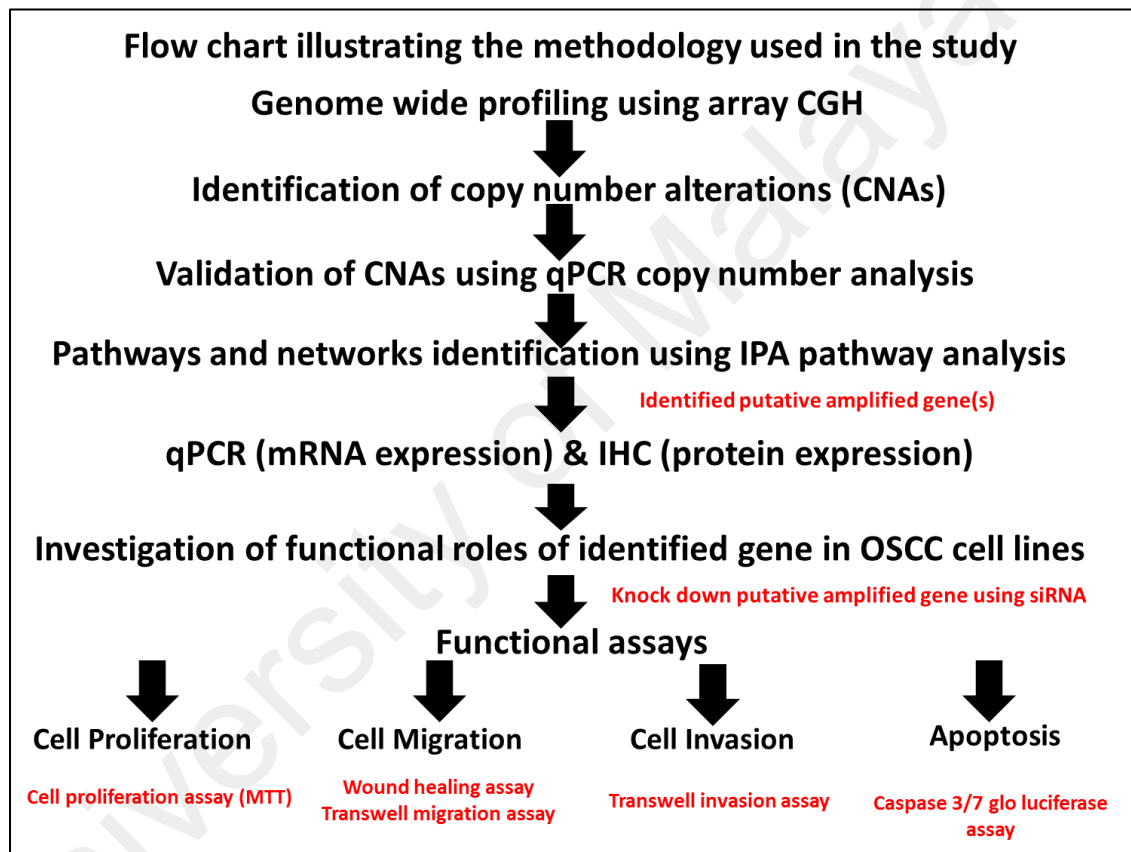 Flow chart illustrating the methodology used in the study
Genome wide profiling using array CGH
Identification of copy number alterations (CNAs)
Validation of CNAs using qPCR copy number analysis
Pathways and networks identification using IPA pathway analysis
Identified putative amplified gene(s)
qPCR (mRNA expression) & IHC (protein expression)
Investigation of functional roles of identified gene in OSCC cell lines
Knock down putative amplified gene using siRNA
Functional assays
Cell Proliferation
Cell proliferation assay (MTT)
Cell Migration
Wound healing assay
Transwell migration assay
Cell Invasion
Transwell invasion assay
Apoptosis
Caspase 3/7 glo luciferase
assay
University of Malaya